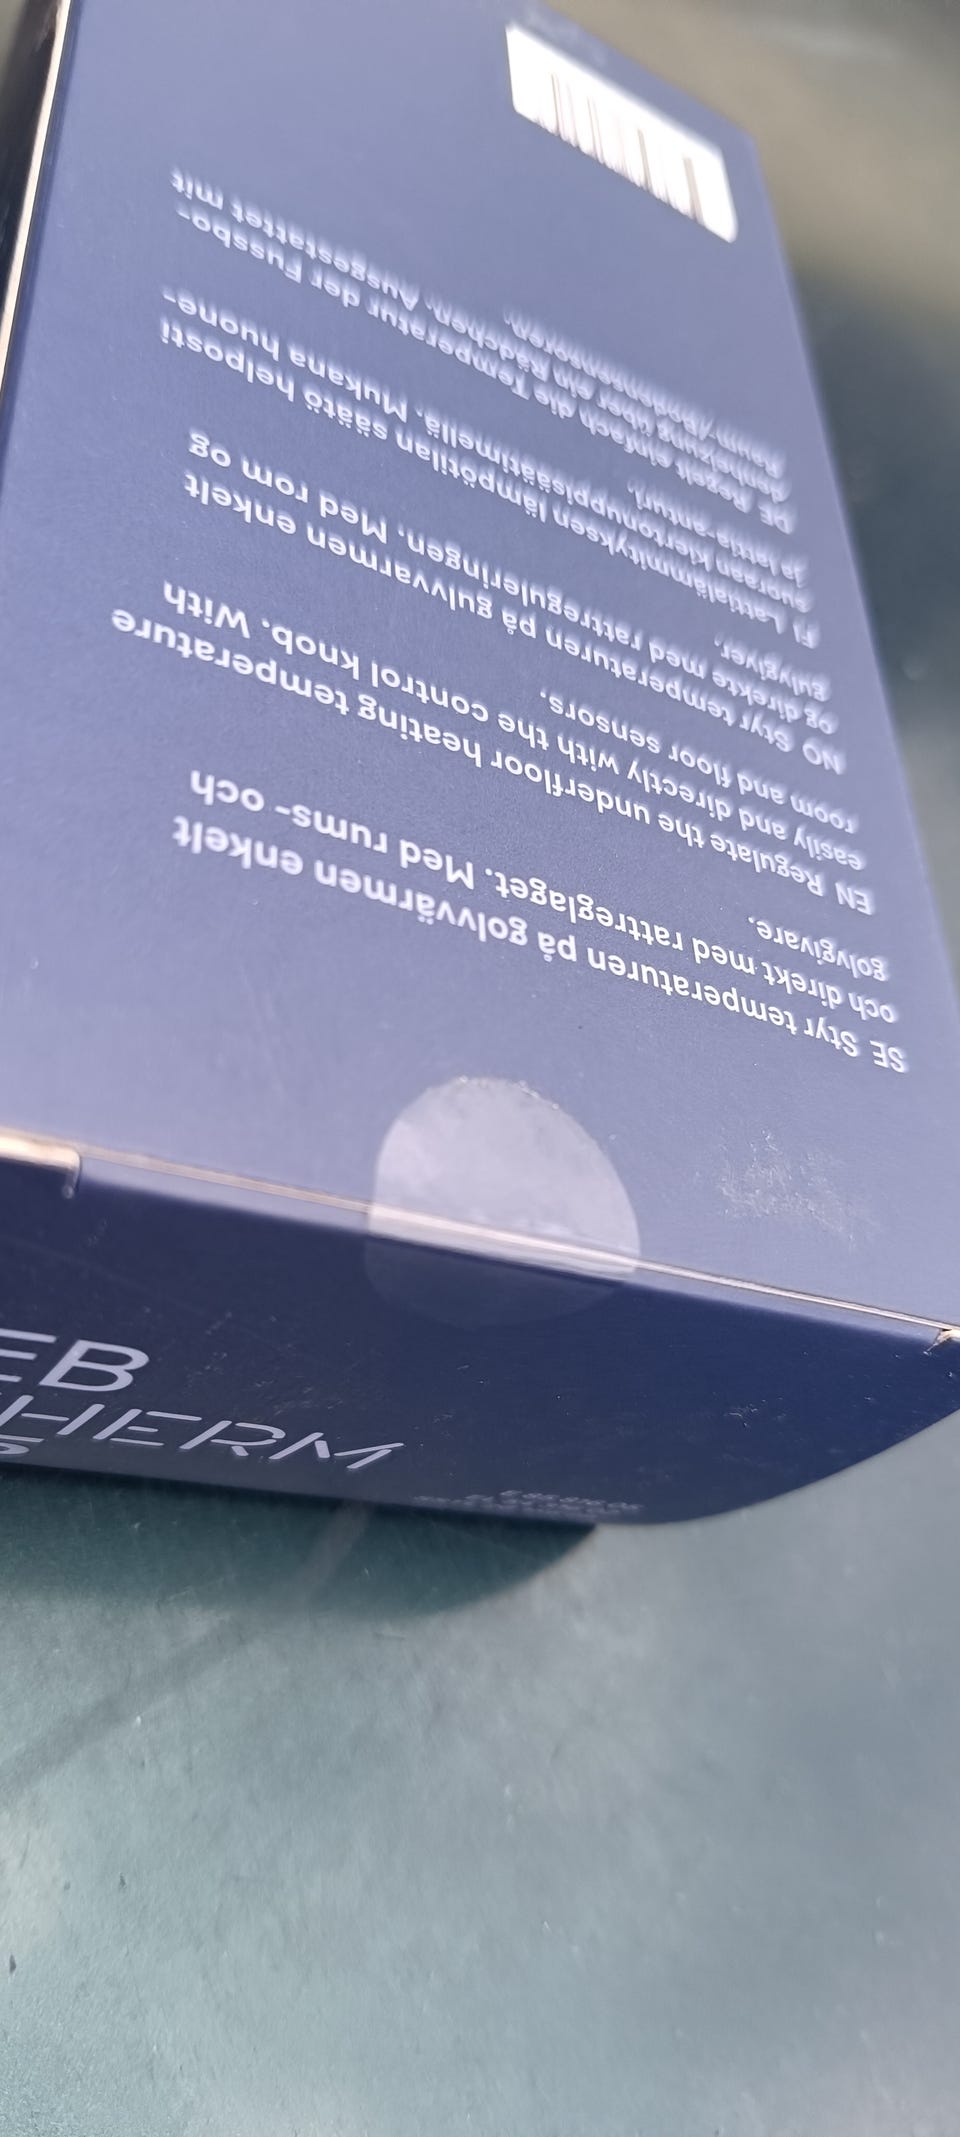 SE Styr temperaturen på golvvärmen enkelt
och direkt med rattreglaget. Med rums- och
golvgivare.
EN Regulate the underfloor heating temperature
easily and directly with the control knob. With
room and floor sensors.
NO Styr temperaturen på gulvvarmen enkelt
og direkte med rattreguleringen. Med rom og
gulvgiver.
FI Lattialämmityksen lämpötilan säätö helposti
suoraan kiertonuppisäätimellä. Mukana huone-
ja lattia-anturi.
DE Regelt einfach die Temperatur der Fussbo-
denheizung über ein Rädchen. Ausgestattet mit
Raum-/Bodensensoren.
EB
THERM